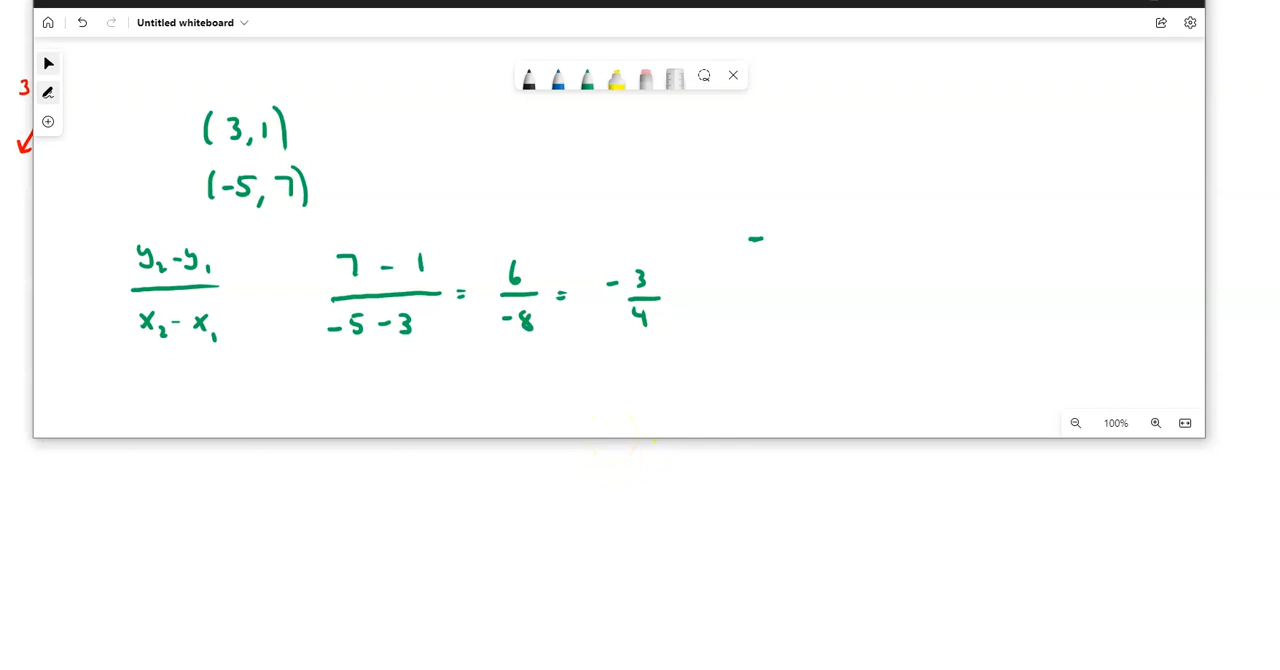 Untitled whiteboard
3
(3,1)
(-5,7)
y₂-y₁
x₂-x₁
7 - 1
-5 - 3
=
6
-8
=
- 3
4
-
100%